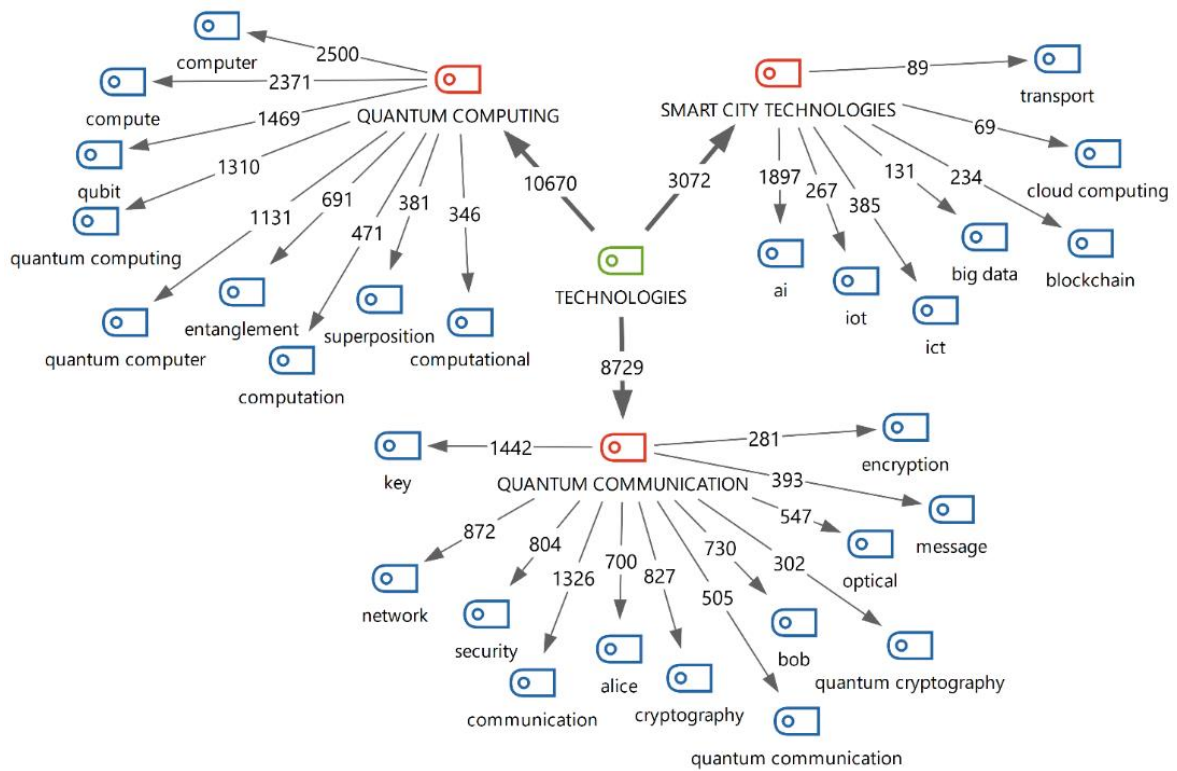 computer
2500
compute
2371
QUANTUM COMPUTING
qubit
1469
quantum computing
1310
quantum computer
1131
entanglement
691
computation
471
superposition
381
computational
346
10670
3072
TECHNOLOGIES
8729
SMART CITY TECHNOLOGIES
89
transport
69
cloud computing
234
blockchain
131
big data
385
ict
267
iot
1897
ai
QUANTUM COMMUNICATION
1442
key
281
encryption
393
message
547
optical
302
quantum cryptography
730
bob
505
quantum communication
827
cryptography
700
alice
1326
communication
804
security
872
network